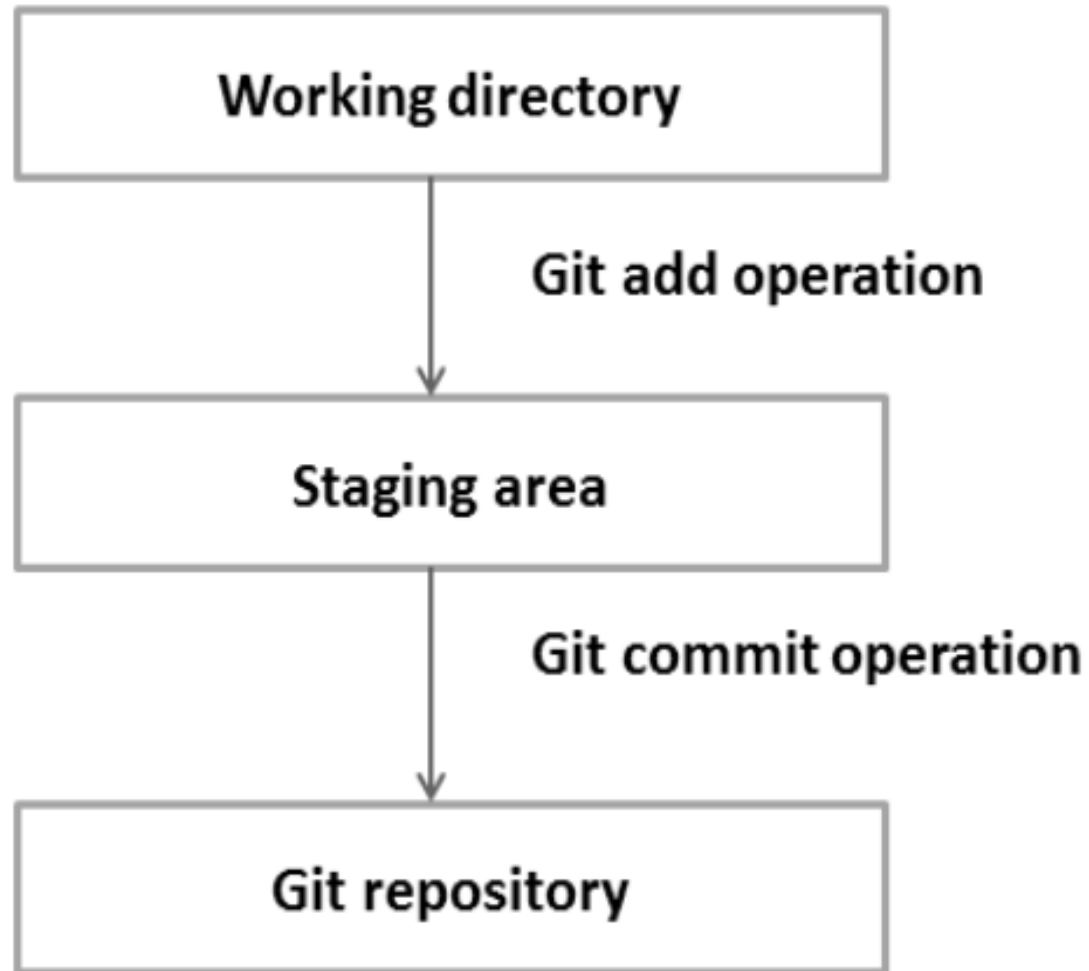 Working directory
Git add operation
Staging area
Git commit operation
Git repository